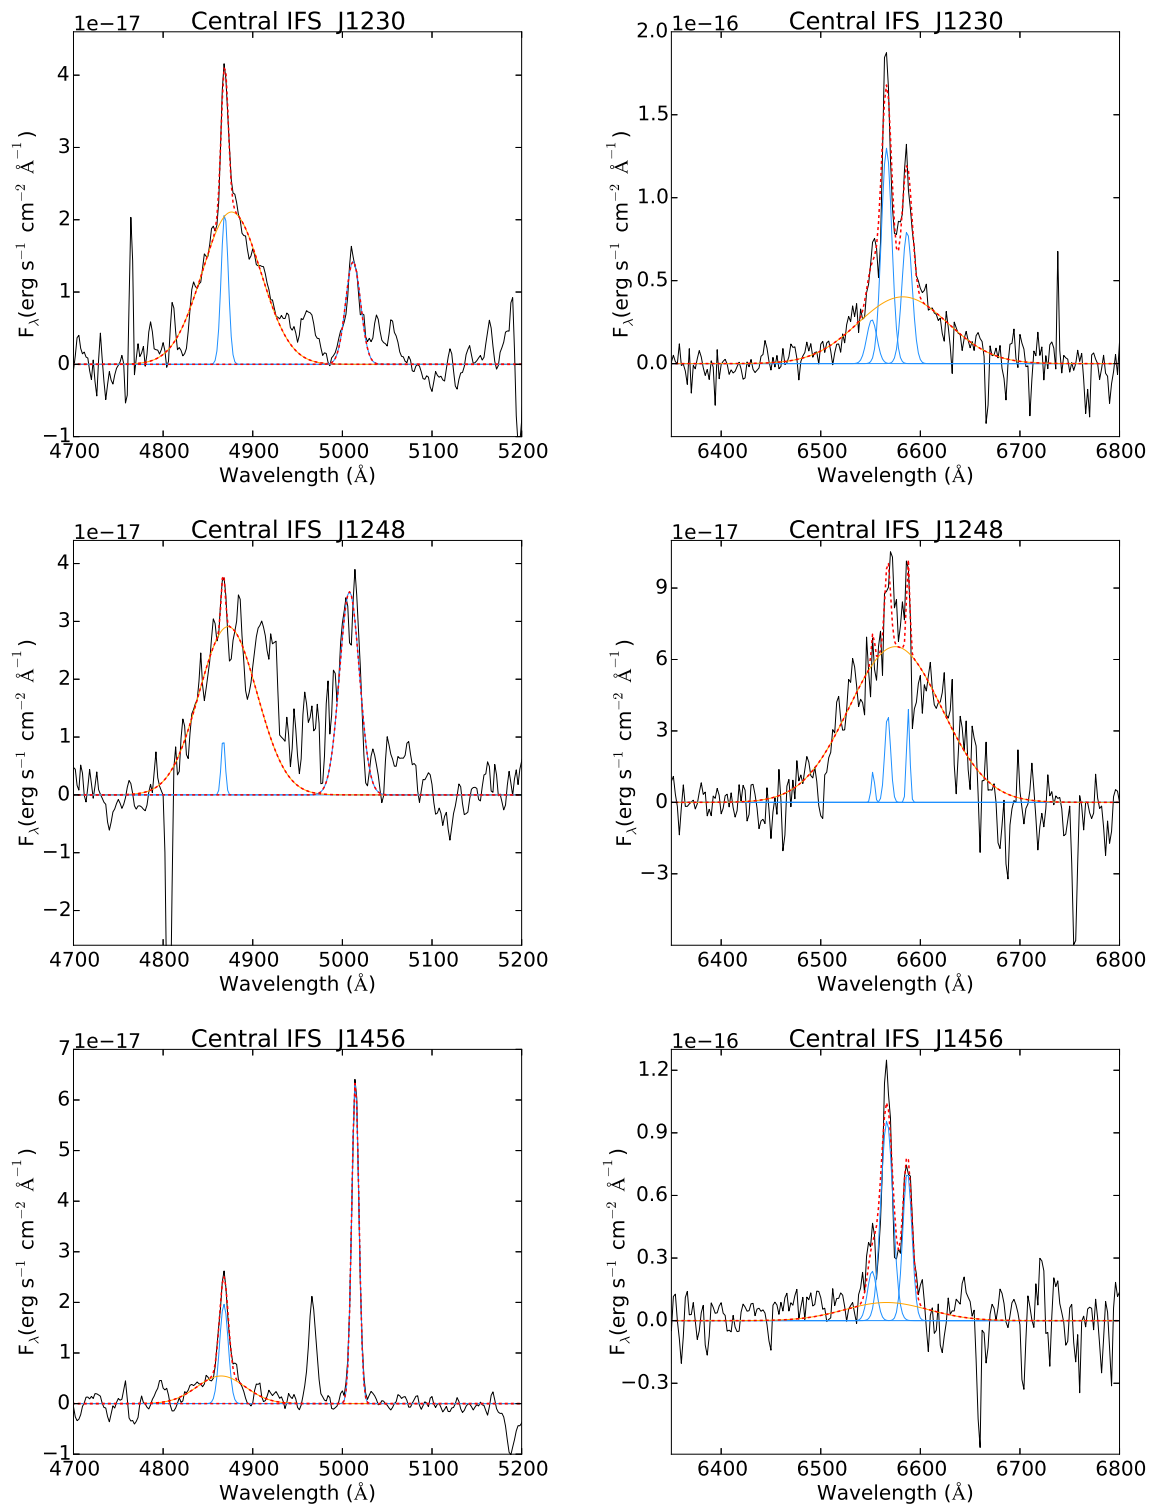 Central IFS J1230
1e−17
4
3
2
1
0
−1
4700 4800 4900 5000 5100 5200
Wavelength (Å)
F_λ(erg s^−1 cm^−2 Å^−1)
Central IFS J1230
1e−16
2.0
1.5
1.0
0.5
0.0
6400 6500 6600 6700 6800
Wavelength (Å)
F_λ(erg s^−1 cm^−2 Å^−1)
Central IFS J1248
1e−17
4
3
2
1
0
−1
−2
4700 4800 4900 5000 5100 5200
Wavelength (Å)
F_λ(erg s^−1 cm^−2 Å^−1)
Central IFS J1248
1e−17
9
6
3
0
−3
6400 6500 6600 6700 6800
Wavelength (Å)
F_λ(erg s^−1 cm^−2 Å^−1)
Central IFS J1456
1e−17
7
6
5
4
3
2
1
0
−1
4700 4800 4900 5000 5100 5200
Wavelength (Å)
F_λ(erg s^−1 cm^−2 Å^−1)
Central IFS J1456
1e−16
1.2
0.9
0.6
0.3
0.0
−0.3
6400 6500 6600 6700 6800
Wavelength (Å)
F_λ(erg s^−1 cm^−2 Å^−1)